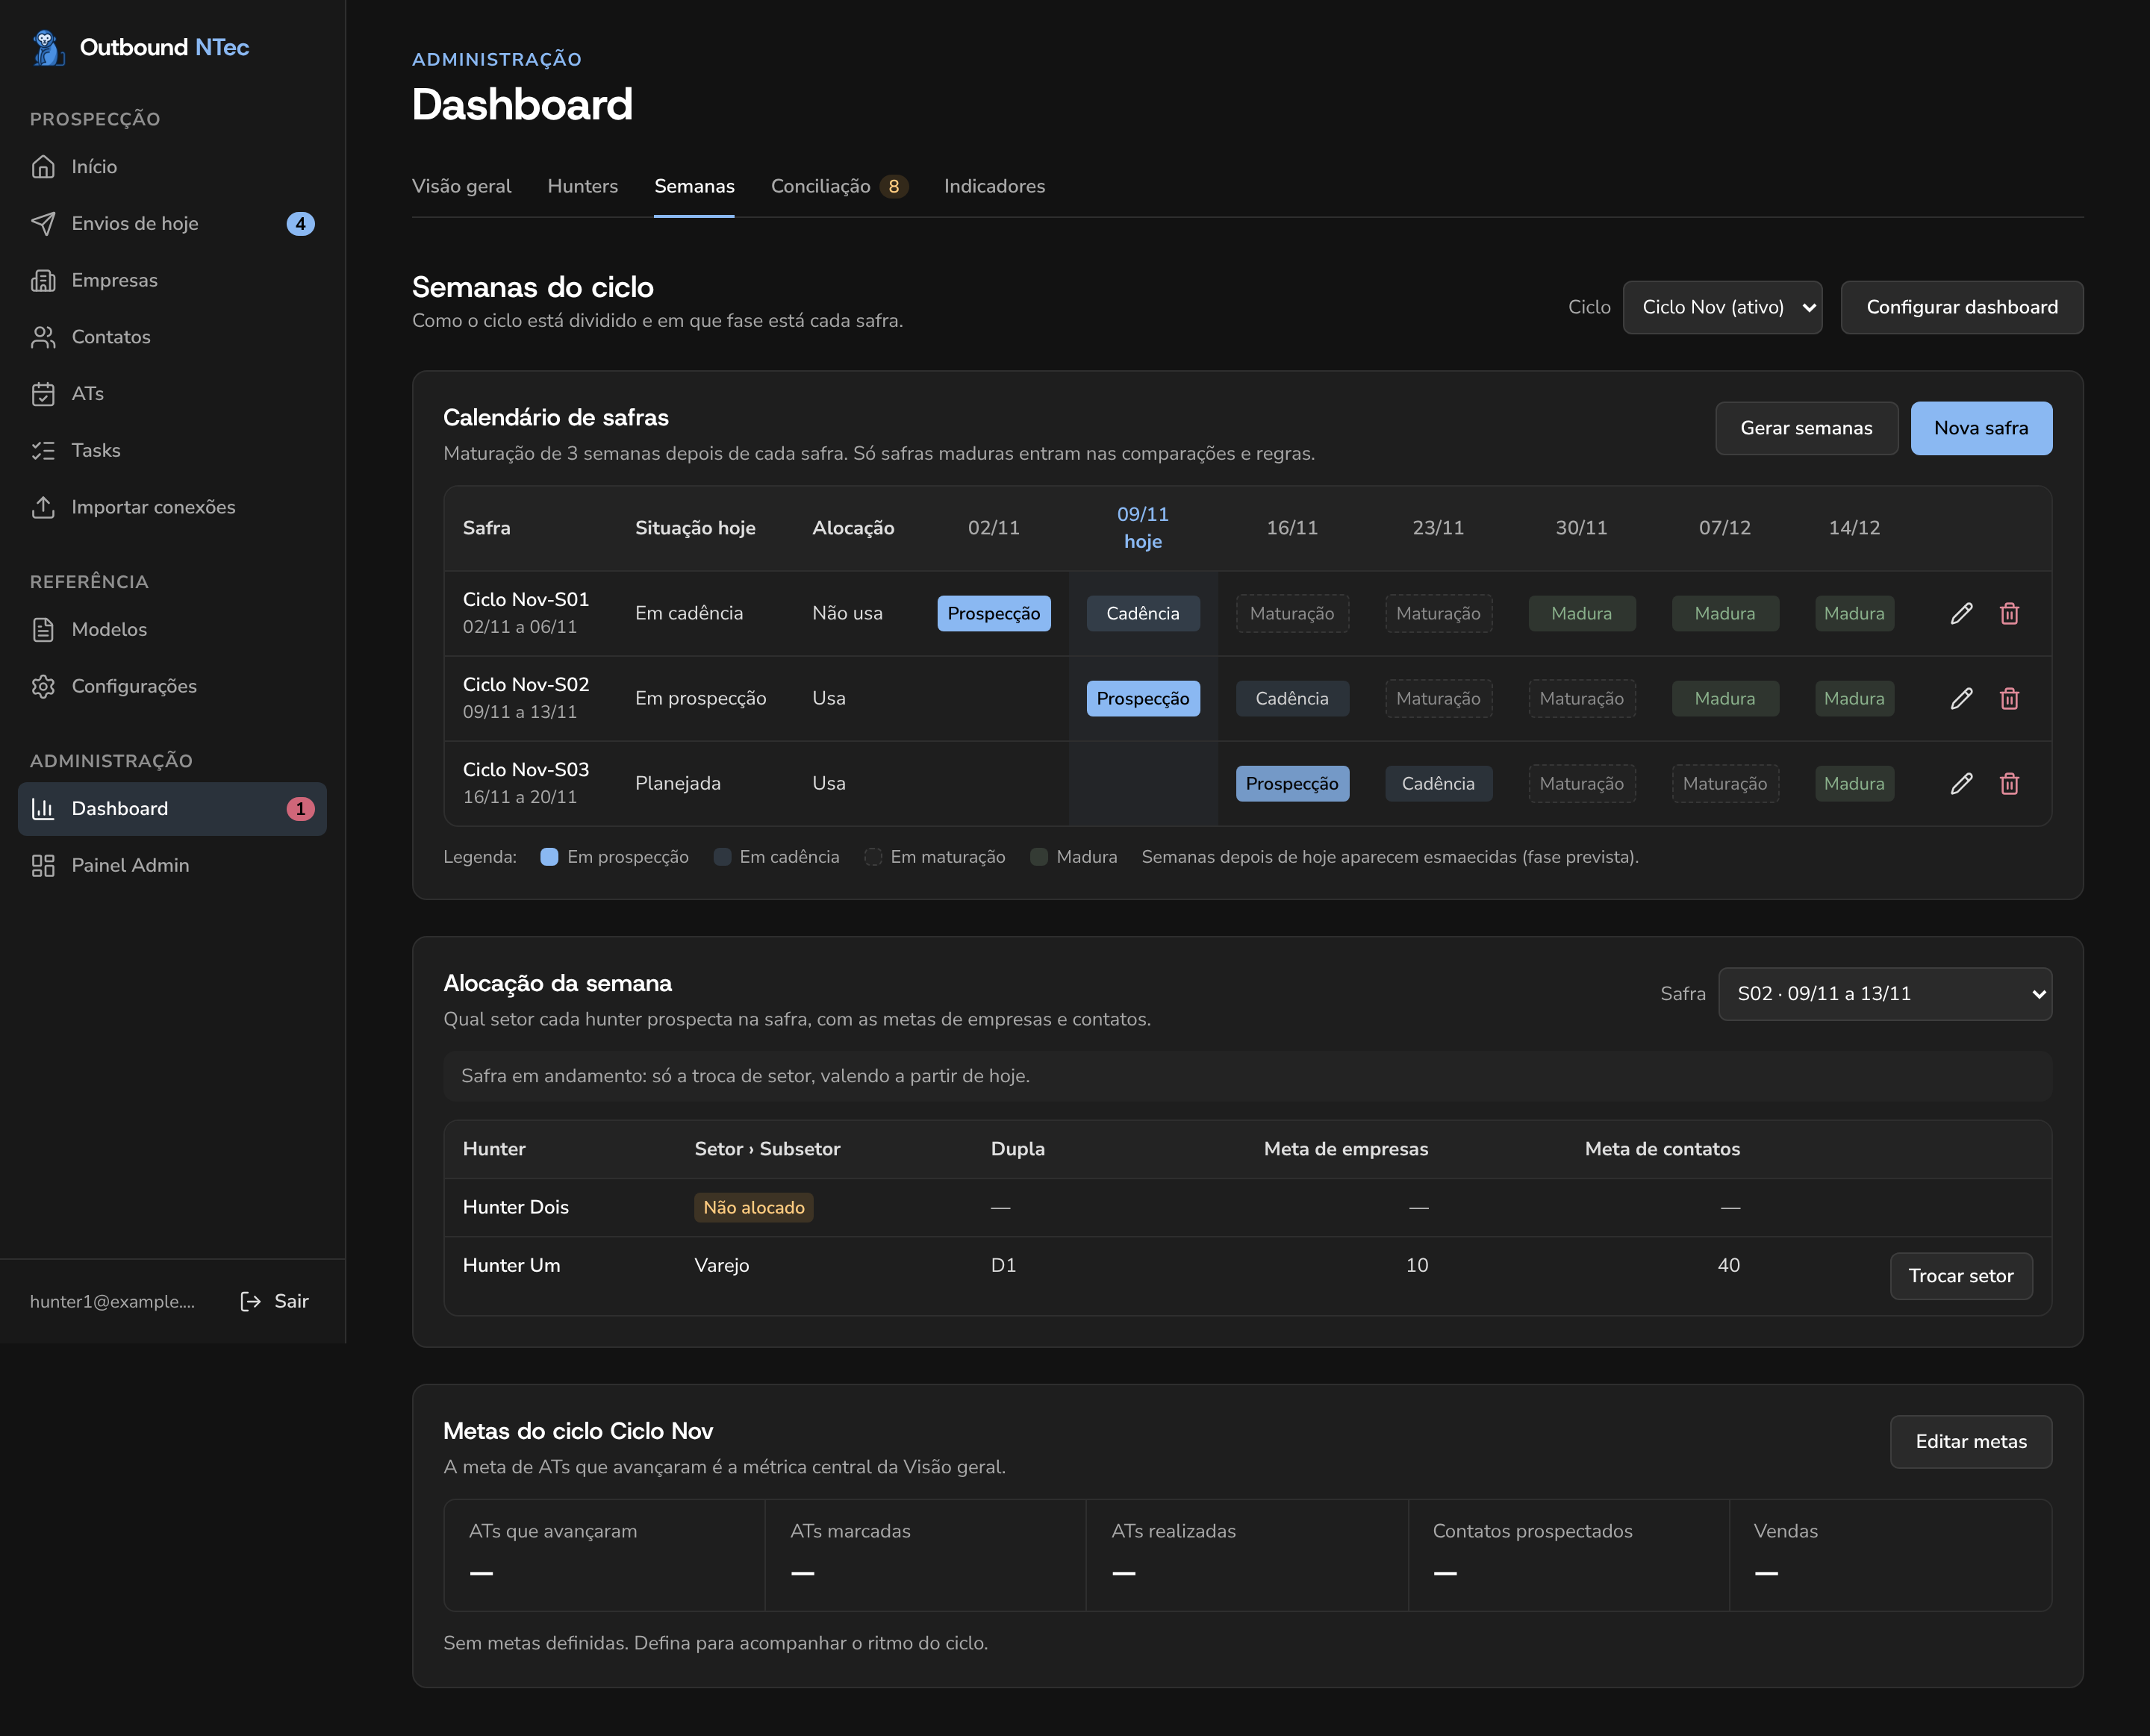 Outbound NTec
PROSPECÇÃO
Início
Envios de hoje 4
Empresas
Contatos
ATs
Tasks
Importar conexões
REFERÊNCIA
Modelos
Configurações
ADMINISTRAÇÃO
Dashboard 1
Painel Admin
hunter1@example.... Sair
ADMINISTRAÇÃO
Dashboard
Visão geral Hunters Semanas Conciliação 8 Indicadores
Semanas do ciclo
Como o ciclo está dividido e em que fase está cada safra.
Ciclo Ciclo Nov (ativo) Configurar dashboard
Calendário de safras
Maturação de 3 semanas depois de cada safra. Só safras maduras entram nas comparações e regras.
Gerar semanas Nova safra
Safra Situação hoje Alocação 02/11 09/11 hoje 16/11 23/11 30/11 07/12 14/12
Ciclo Nov-S01
02/11 a 06/11
Em cadência Não usa Prospecção Cadência Maturação Maturação Madura Madura Madura
Ciclo Nov-S02
09/11 a 13/11
Em prospecção Usa Prospecção Cadência Maturação Maturação Madura Madura
Ciclo Nov-S03
16/11 a 20/11
Planejada Usa Prospecção Cadência Maturação Maturação Madura
Legenda: Em prospecção Em cadência Em maturação Madura Semanas depois de hoje aparecem esmaecidas (fase prevista).
Alocação da semana
Qual setor cada hunter prospecta na safra, com as metas de empresas e contatos.
Safra S02 · 09/11 a 13/11
Safra em andamento: só a troca de setor, valendo a partir de hoje.
Hunter Setor › Subsetor Dupla Meta de empresas Meta de contatos
Hunter Dois Não alocado — — —
Hunter Um Varejo D1 10 40 Trocar setor
Metas do ciclo Ciclo Nov
A meta de ATs que avançaram é a métrica central da Visão geral.
Editar metas
ATs que avançaram ATs marcadas ATs realizadas Contatos prospectados Vendas
— — — — —
Sem metas definidas. Defina para acompanhar o ritmo do ciclo.